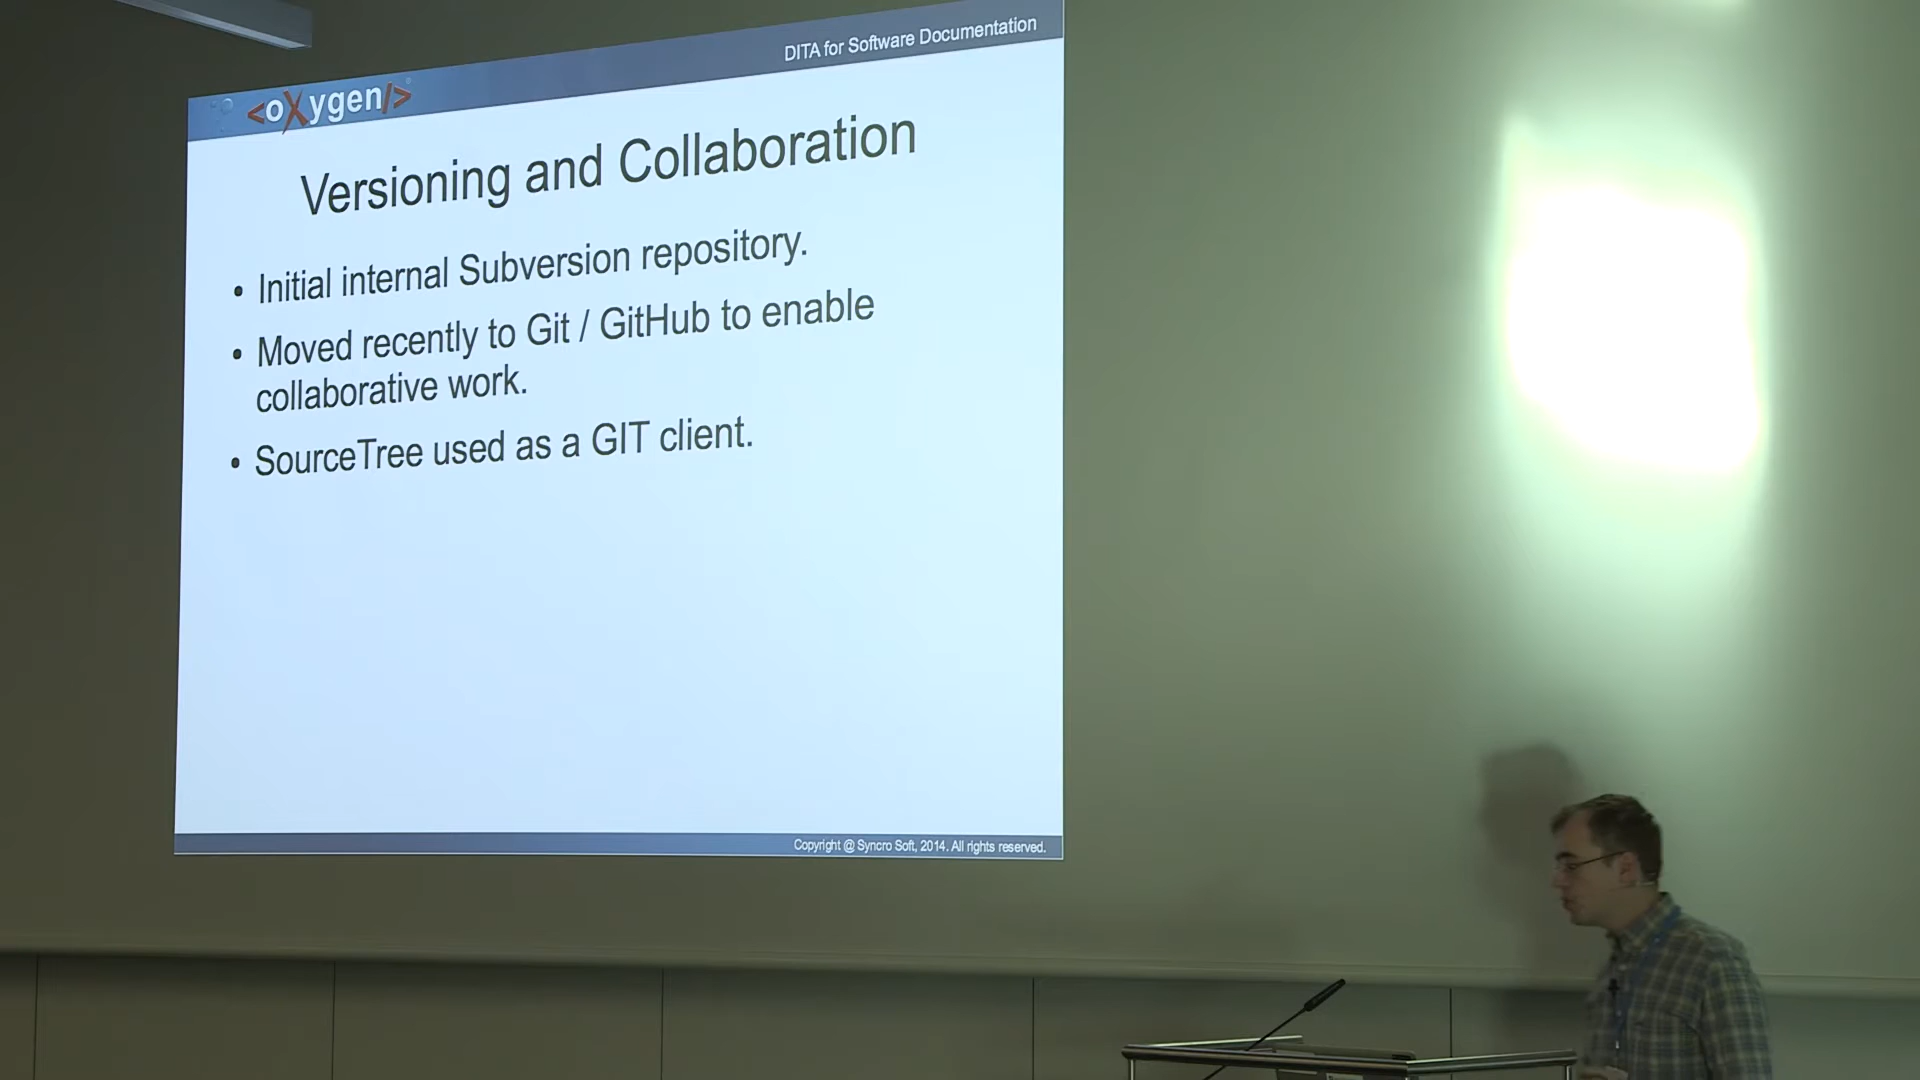 DITA for Software Documentation
<oXygen/>
Versioning and Collaboration
• Initial internal Subversion repository.
• Moved recently to Git / GitHub to enable
collaborative work.
• SourceTree used as a GIT client.
Copyright @ Syncro Soft, 2014. All rights reserved.